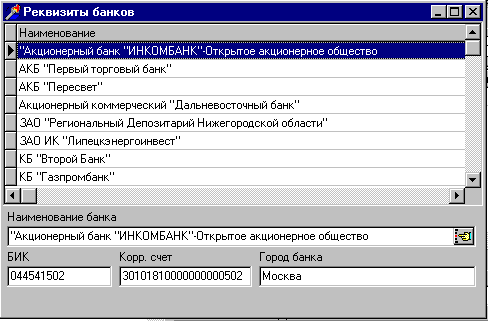 Реквизиты банков
Наименование
"Акционерный банк "ИНКОМБАНК"-Открытое акционерное общество
АКБ "Первый торговый банк"
АКБ "Пересвет"
Акционерный коммерческий "Дальневосточный банк"
ЗАО "Региональный Депозитарий Нижегородской области"
ЗАО ИК "Липецкэнергоинвест"
КБ "Второй Банк"
КБ "Газпромбанк"
Наименование банка
"Акционерный банк "ИНКОМБАНК"-Открытое акционерное общество
БИК Корр. счет Город банка
044541502 30101810000000000502 Москва